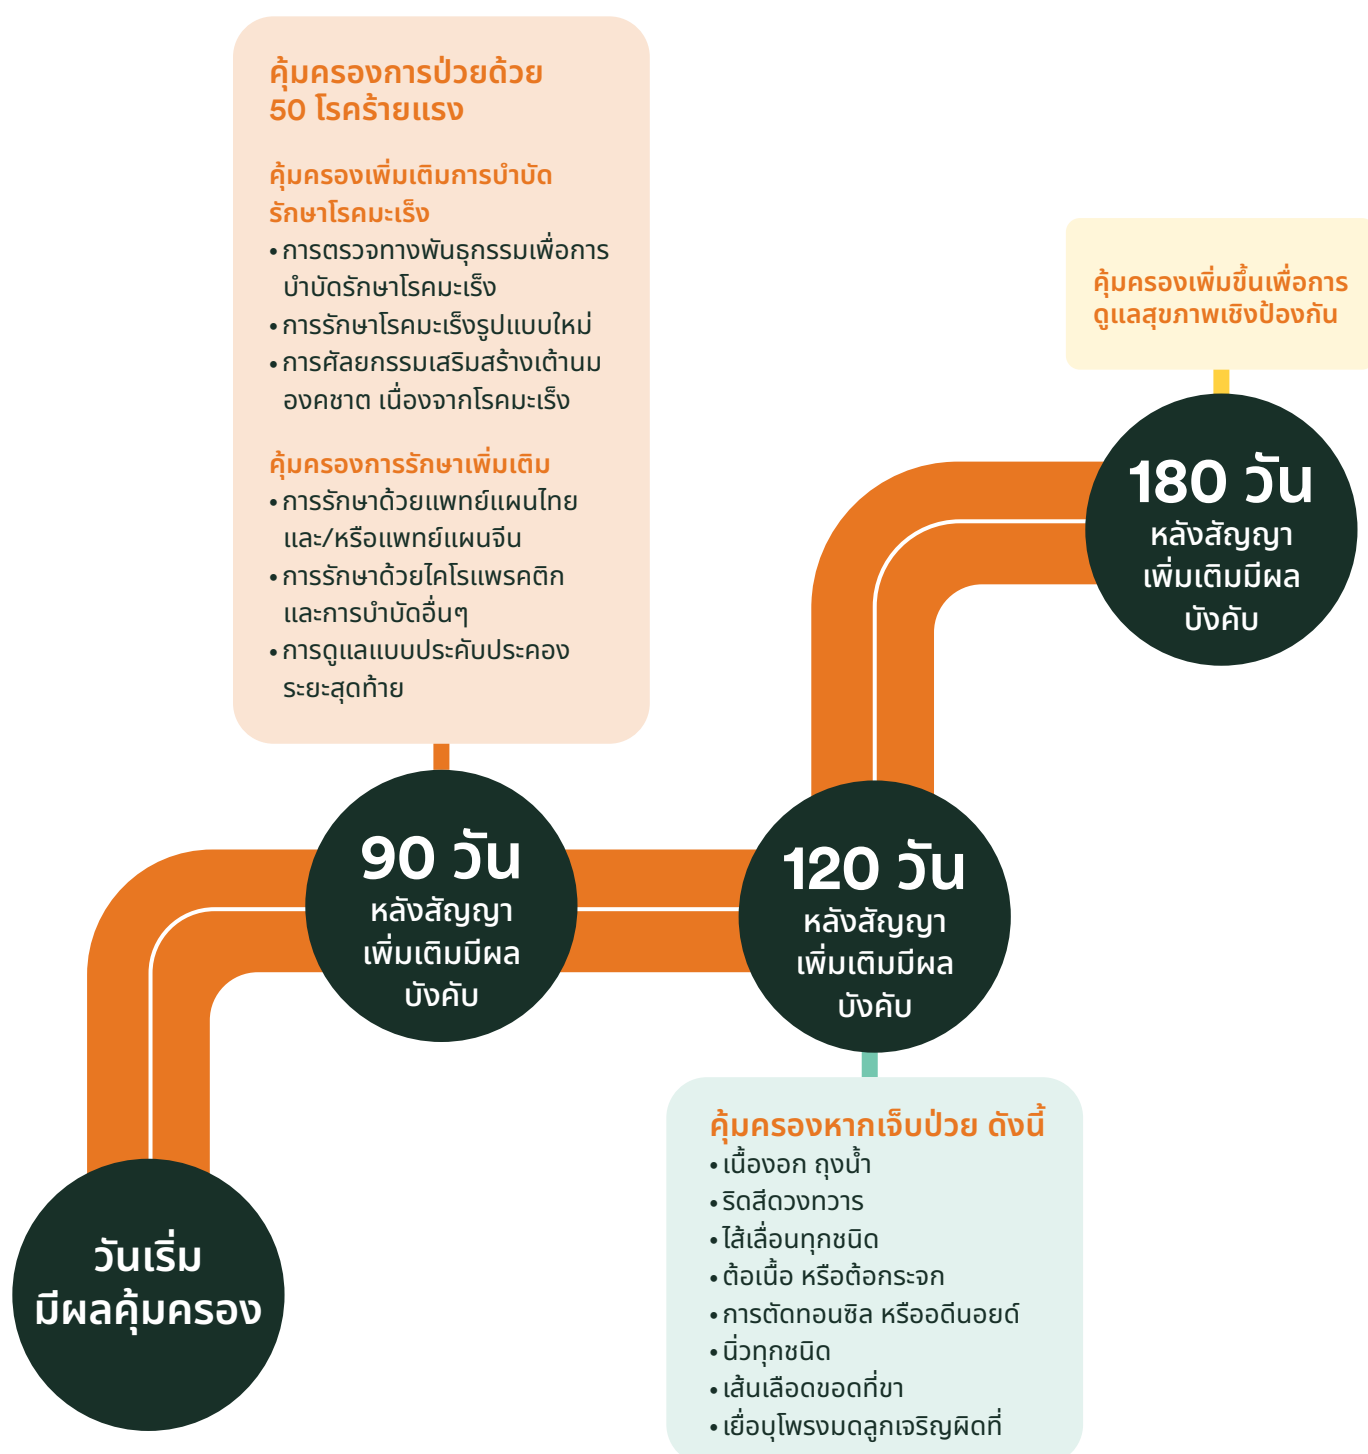 คุ้มครองการป่วยด้วย
50 โรคร้ายแรง
คุ้มครองเพิ่มเติมการบำบัด
รักษาโรคมะเร็ง
• การตรวจทางพันธุกรรมเพื่อการ
บำบัดรักษาโรคมะเร็ง
• การรักษาโรคมะเร็งรูปแบบใหม่
• การศัลยกรรมเสริมสร้างเต้านม
องคชาต เนื่องจากโรคมะเร็ง
คุ้มครองการรักษาเพิ่มเติม
• การรักษาด้วยแพทย์แผนไทย
และ/หรือแพทย์แผนจีน
• การรักษาด้วยไคโรแพรคติก
และการบำบัดอื่นๆ
• การดูแลแบบประคับประคอง
ระยะสุดท้าย
คุ้มครองเพิ่มขึ้นเพื่อการ
ดูแลสุขภาพเชิงป้องกัน
180 วัน
หลังสัญญา
เพิ่มเติมมีผล
บังคับ
90 วัน
หลังสัญญา
เพิ่มเติมมีผล
บังคับ
120 วัน
หลังสัญญา
เพิ่มเติมมีผล
บังคับ
วันเริ่ม
มีผลคุ้มครอง
คุ้มครองหากเจ็บป่วย ดังนี้
• เนื้องอก ถุงน้ำ
• ริดสีดวงทวาร
• ไส้เลื่อนทุกชนิด
• ต้อเนื้อ หรือต้อกระจก
• การตัดทอนซิล หรืออดีนอยด์
• นิ่วทุกชนิด
• เส้นเลือดขอดที่ขา
• เยื่อบุโพรงมดลูกเจริญผิดที่